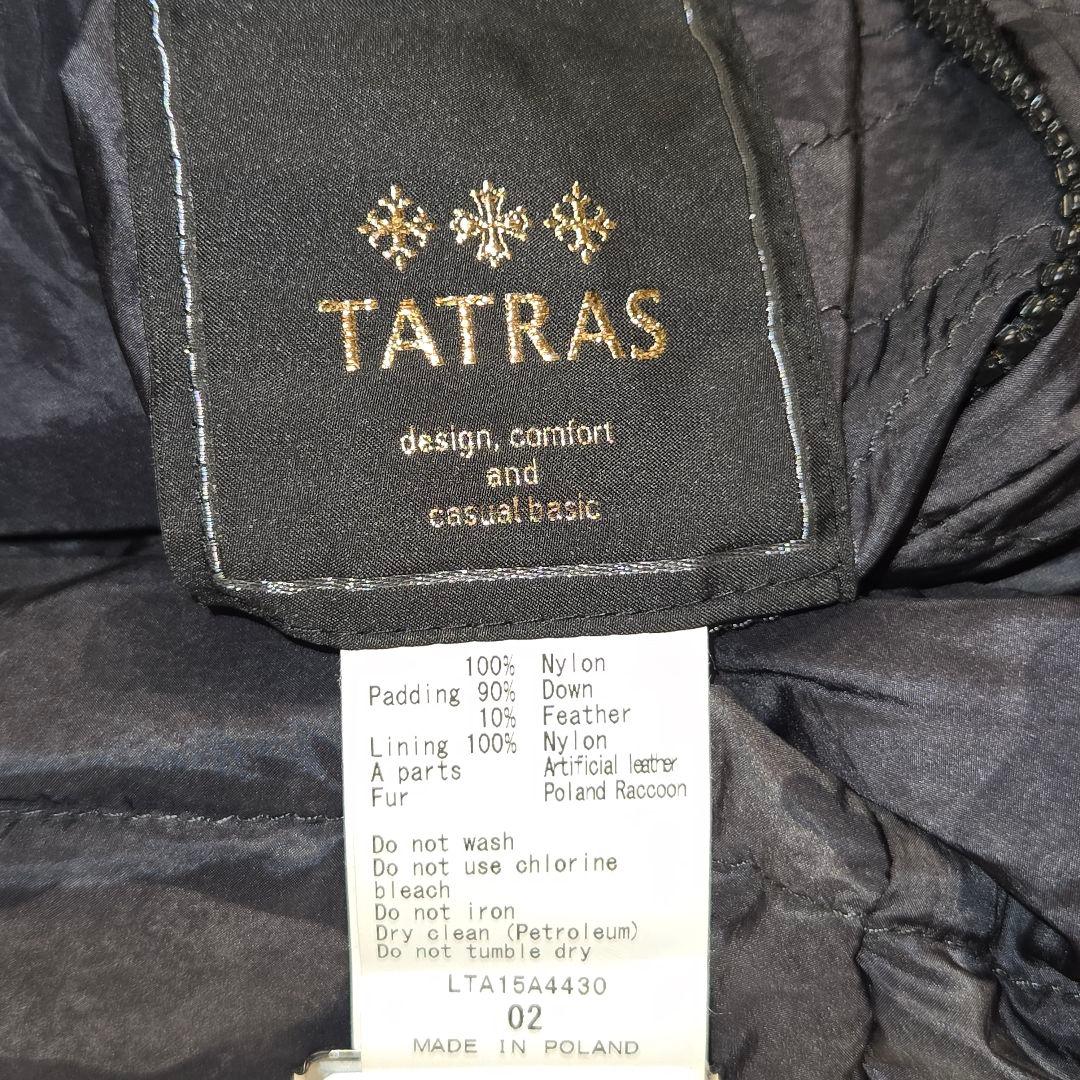 TATRAS
design, comfort
and
casual basic
100% Nylon
Padding 90% Down
10% Feather
Lining 100% Nylon
A parts Artificial leather
Fur Poland Raccoon
Do not wash
Do not use chlorine
bleach
Do not iron
Dry clean (Petroleum)
Do not tumble dry
LTA15A4430
02
MADE IN POLAND